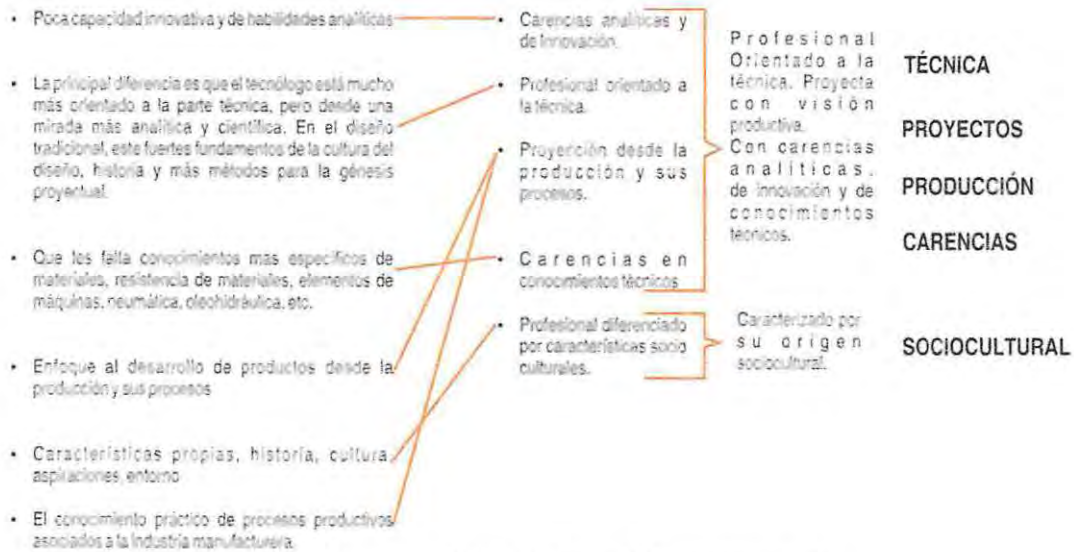 • Poca capacidad innovativa y de habilidades analíticas
• La principal diferencia es que el tecnólogo está mucho
más orientado a la parte técnica, pero desde una
mirada más analítica y científica. En el diseño
tradicional, este fuertes fundamentos de la cultura del
diseño, historia y más métodos para la génesis
proyectual.
• Que les falta conocimientos mas específicos de
materiales, resistencia de materiales, elementos de
máquinas, neumática, oleohidráulica, etc.
• Enfoque al desarrollo de productos desde la
producción y sus procesos
• Características propias, historia, cultura,
aspiraciones, entorno
• El conocimiento práctico de procesos productivos
asociados a la Industria manufacturera.
• Carencias analíticas y
de Innovación.
• Profesional orientado a
la técnica.
• Proyección desde la
producción y sus
procesos.
• Carencias en
conocimientos técnicos
• Profesional diferenciado
por características socio
culturales.
Profesional
Orientado a la
técnica. Proyecta
con visión
productiva.
Con carencias
analíticas,
de innovación y de
conocimientos
técnicos.
Caracterizado por
su origen
sociocultural.
TÉCNICA
PROYECTOS
PRODUCCIÓN
CARENCIAS
SOCIOCULTURAL